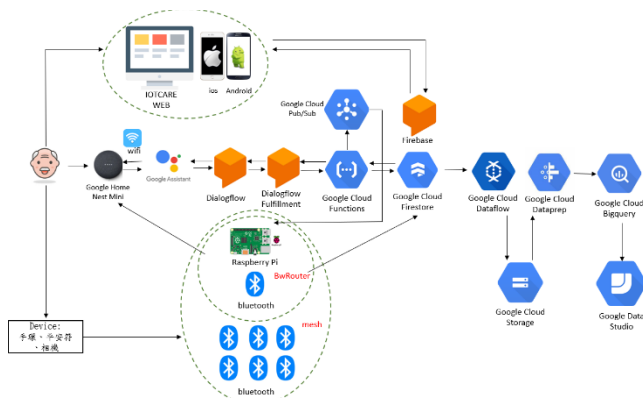 IOTCARE
WEB
ios
Android
Google Cloud
Pub/Sub
Firebase
wifi
Google Home
Nest Mini
Google Assistant
Dialogflow
Dialogflow
Fulfillment
Google Cloud
Functions
Google Cloud
Firestore
Google Cloud
Dataflow
Google Cloud
Dataprep
Google Cloud
Bigquery
Raspberry Pi
BwRouter
bluetooth
mesh
bluetooth
Google Cloud
Storage
Google Data
Studio
Device:
手環、平安符
、相機